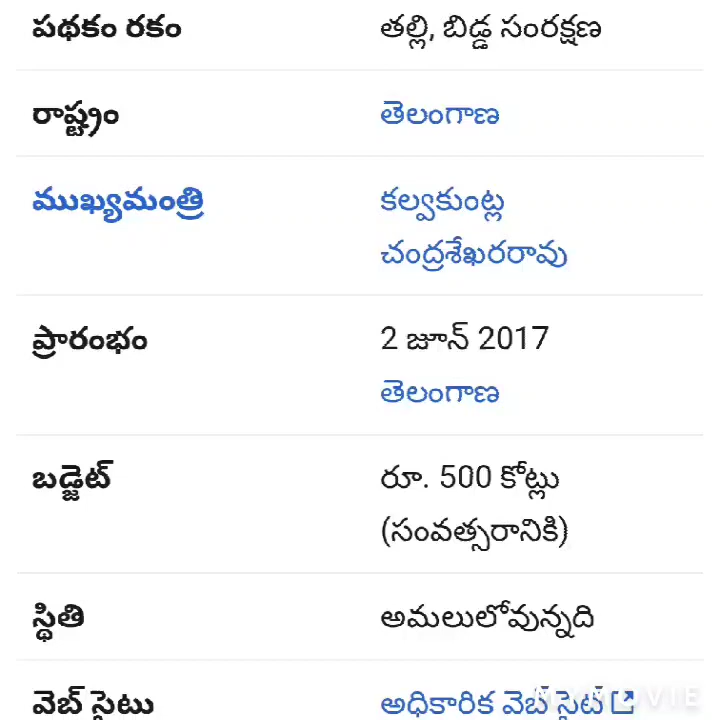 పథకం రకం తల్లి, బిడ్డ సంరక్షణ
రాష్ట్రం తెలంగాణ
ముఖ్యమంత్రి కల్వకుంట్ల
చంద్రశేఖరరావు
ప్రారంభం 2 జూన్ 2017
తెలంగాణ
బడ్జెట్ రూ. 500 కోట్లు
(సంవత్సరానికి)
స్థితి అమలులోవున్నది
వెబ్ సైటు అధికారిక వెబ్ సైట్